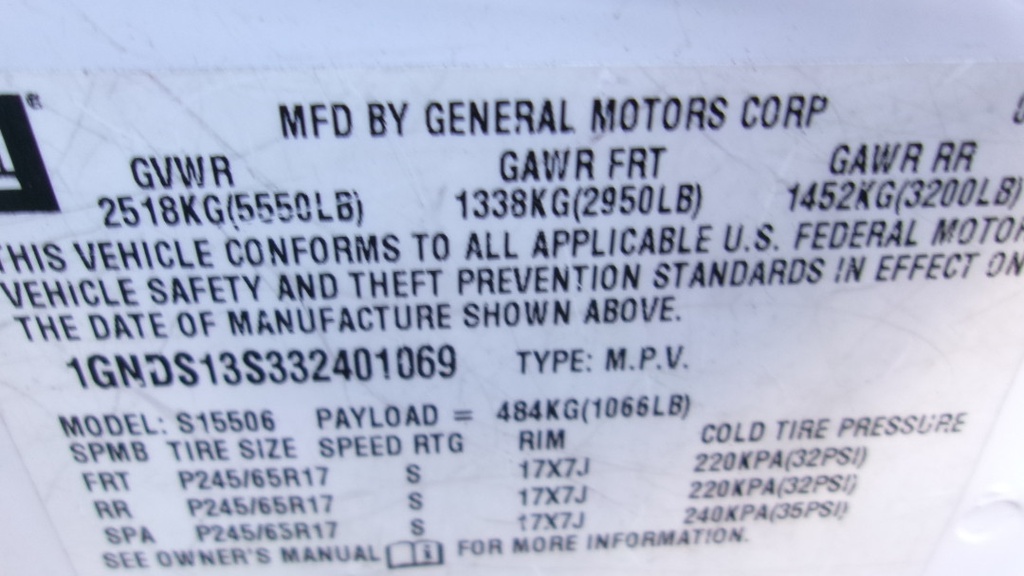 MFD BY GENERAL MOTORS CORP
GVWR GAWR FRT GAWR RR
2518KG(5550LB) 1338KG(2950LB) 1452KG(3200LB)
THIS VEHICLE CONFORMS TO ALL APPLICABLE U.S. FEDERAL MOTOR
VEHICLE SAFETY AND THEFT PREVENTION STANDARDS IN EFFECT ON
THE DATE OF MANUFACTURE SHOWN ABOVE.
1GNDS13S332401069 TYPE: M.P.V.
MODEL: S15506 PAYLOAD = 484KG(1066LB)
SPMB TIRE SIZE SPEED RTG RIM COLD TIRE PRESSURE
FRT P245/65R17 S 17X7J 220KPA(32PSI)
RR P245/65R17 S 17X7J 220KPA(32PSI)
SPA P245/65R17 S 17X7J 240KPA(35PSI)
SEE OWNER'S MANUAL FOR MORE INFORMATION.